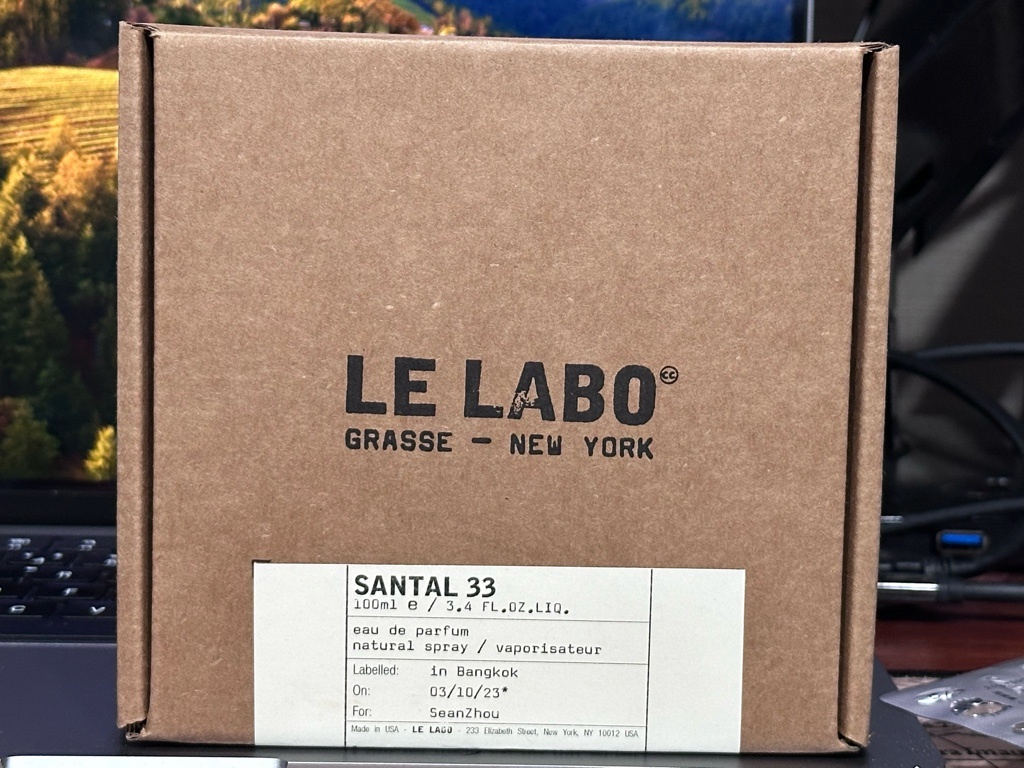 LE LABO
GRASSE — NEW YORK
SANTAL 33
100ml e / 3.4 FL.OZ.LIQ.
eau de parfum
natural spray / vaporisateur
Labelled: in Bangkok
On: 03/10/23*
For: SeanZhou
Made in USA - LE LABO - 233 Elizabeth Street, New York, NY 10012 USA